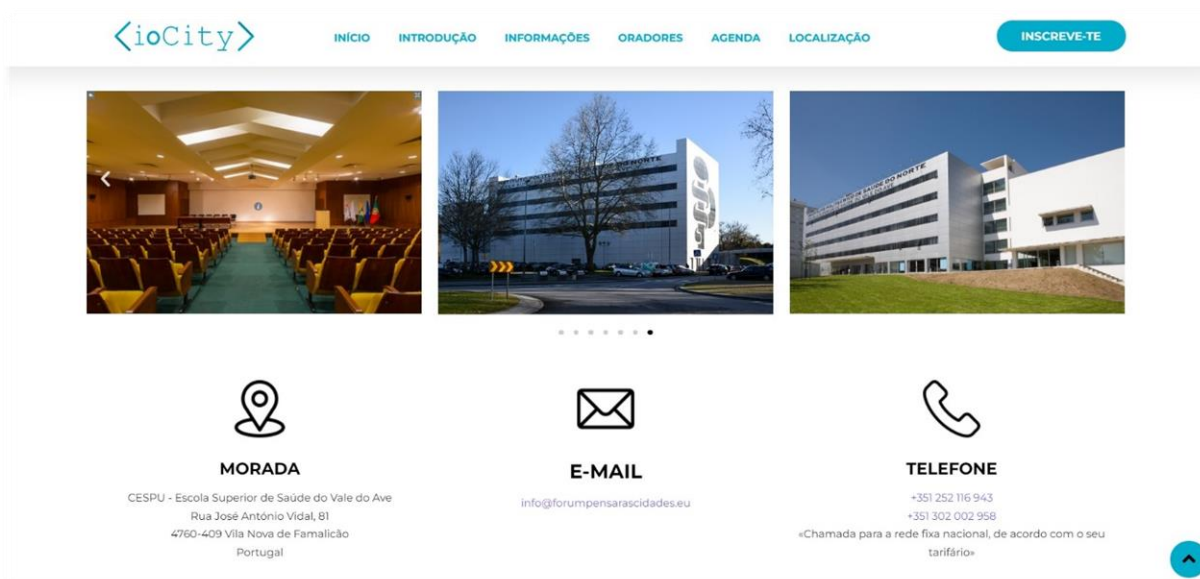 <ioCity>
INÍCIO INTRODUÇÃO INFORMAÇÕES ORADORES AGENDA LOCALIZAÇÃO INSCREVE-TE
MORADA
CESPU - Escola Superior de Saúde do Vale do Ave
Rua José António Vidal, 81
4760-409 Vila Nova de Famalicão
Portugal
E-MAIL
info@forumpensarascidades.eu
TELEFONE
+351 252 116 943
+351 302 002 958
«Chamada para a rede fixa nacional, de acordo com o seu
tarifário»